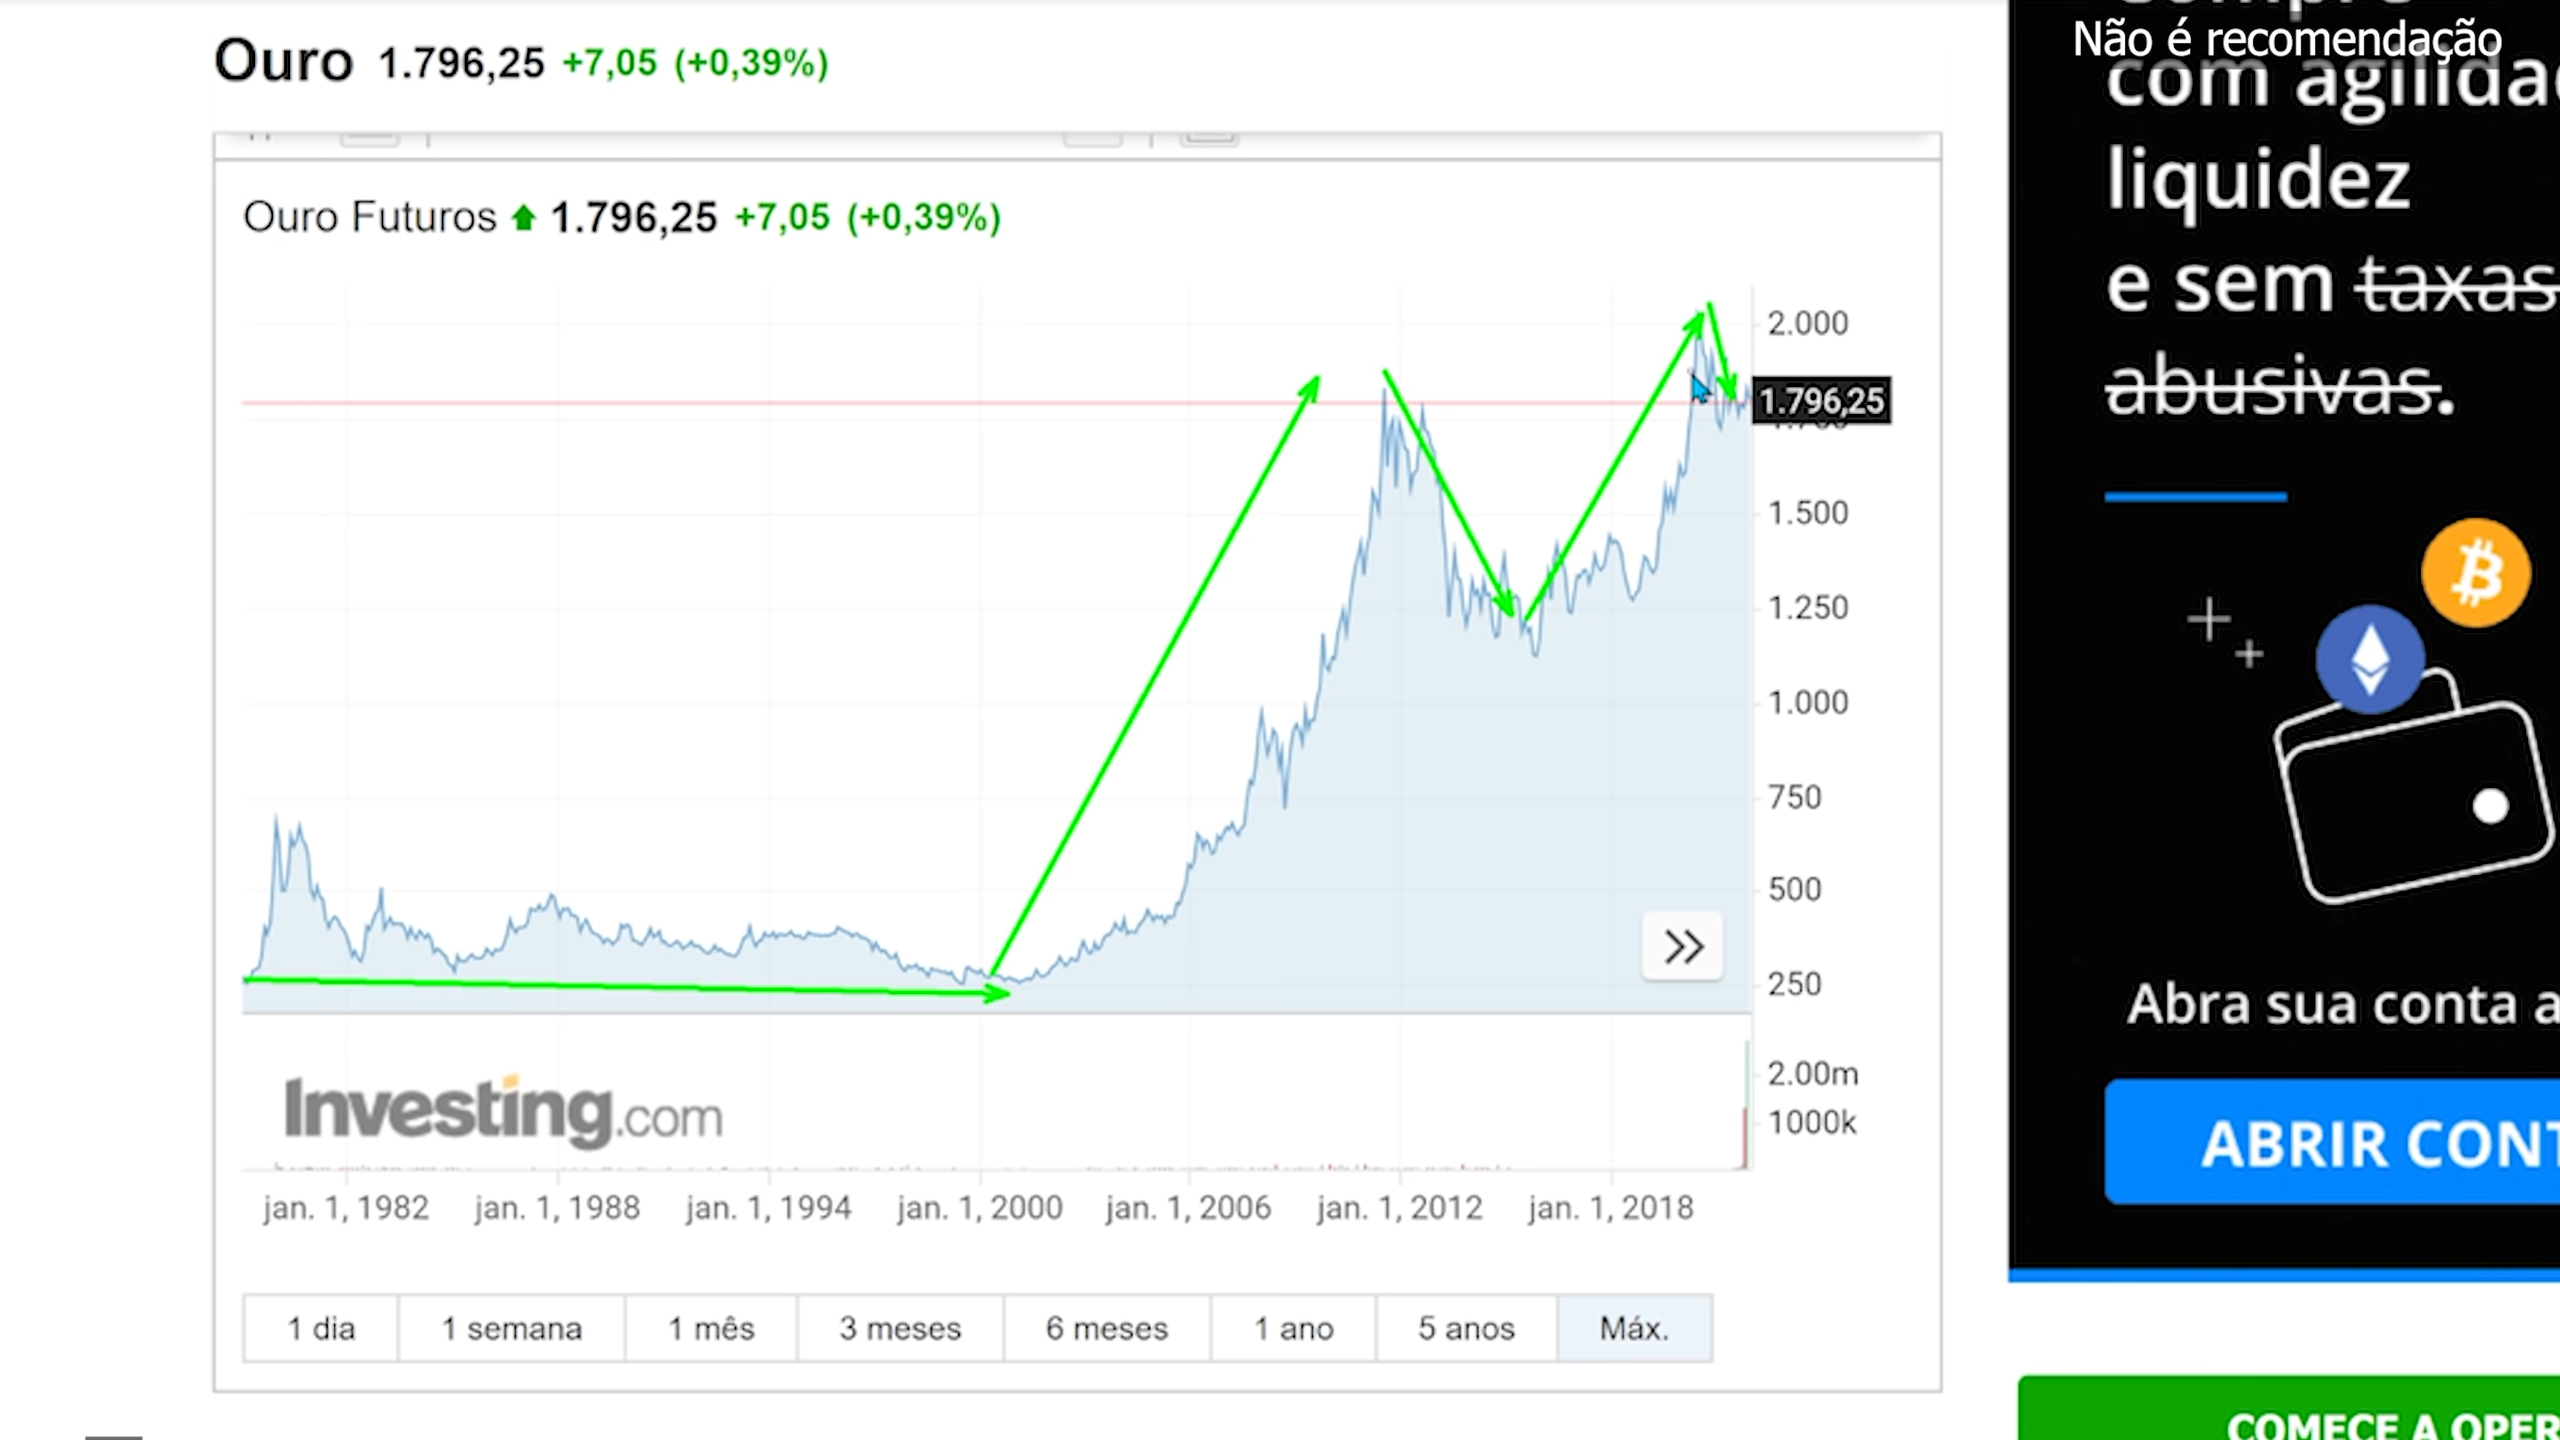 Não é recomendação
Ouro 1.796,25 +7,05 (+0,39%)
com agilida
liquidez
e sem taxas
abusivas.
Ouro Futuros 1.796,25 +7,05 (+0,39%)
2.000
1.796,25
1.500
1.250
1.000
750
500
250
2.00m
1000k
Investing.com
jan. 1, 1982 jan. 1, 1988 jan. 1, 1994 jan. 1, 2000 jan. 1, 2006 jan. 1, 2012 jan. 1, 2018
1 dia 1 semana 1 mês 3 meses 6 meses 1 ano 5 anos Máx.
Abra sua conta a
ABRIR CONT
COMECE A OPER